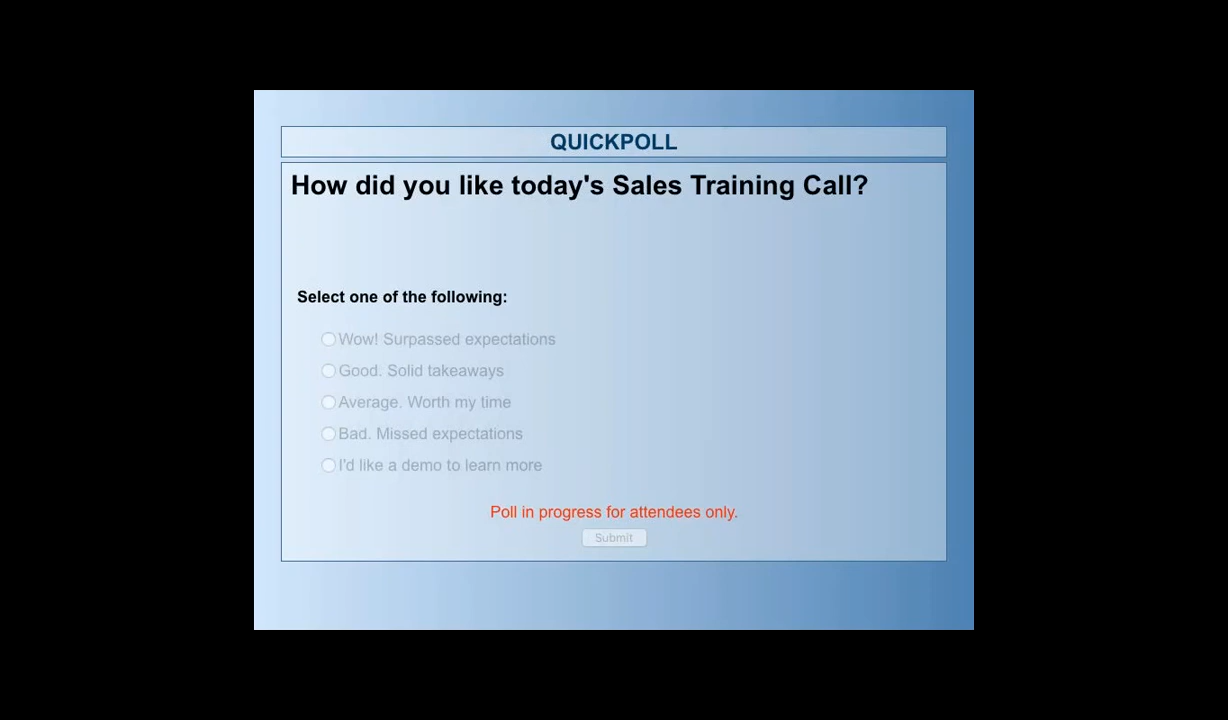 QUICKPOLL
How did you like today's Sales Training Call?
Select one of the following:
Wow! Surpassed expectations
Good. Solid takeaways
Average. Worth my time
Bad. Missed expectations
I'd like a demo to learn more
Poll in progress for attendees only.
Submit